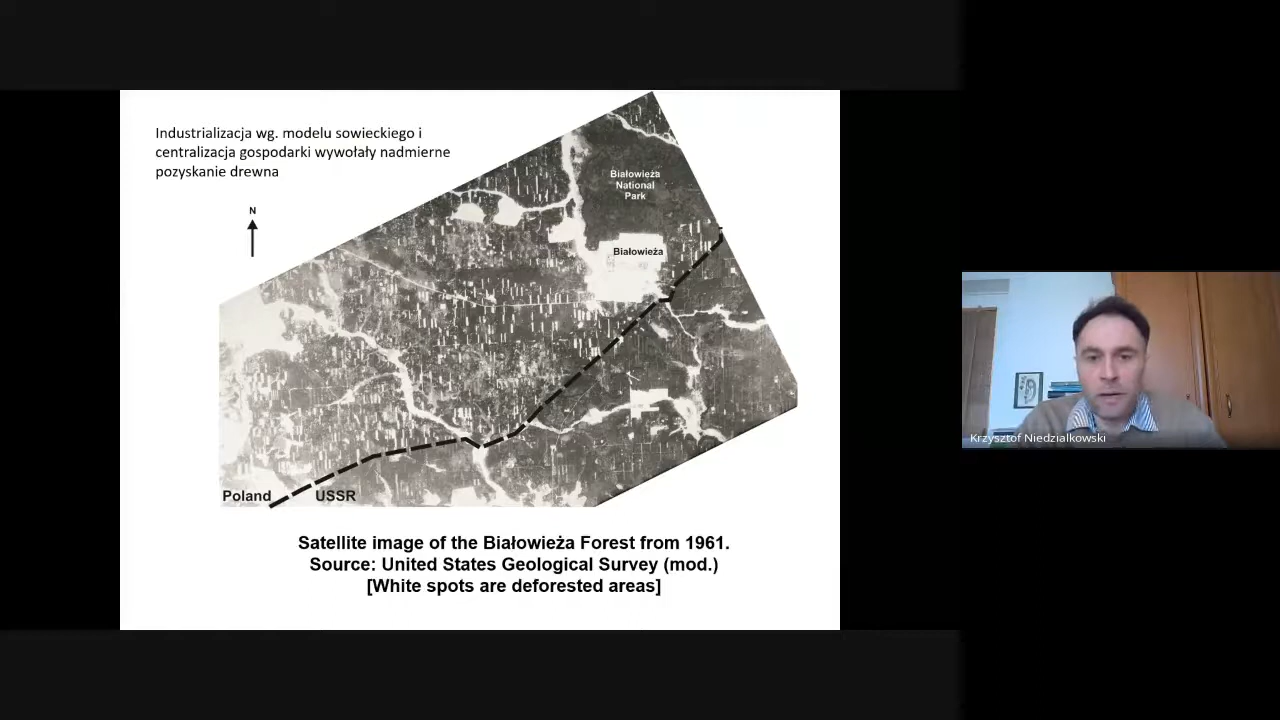 Industrializacja wg. modelu sowieckiego i
centralizacja gospodarki wywołały nadmierne
pozyskanie drewna
N
Białowieża
National
Park
Białowieża
Poland
USSR
Satellite image of the Białowieża Forest from 1961.
Source: United States Geological Survey (mod.)
[White spots are deforested areas]
Krzysztof Niedzialkowski